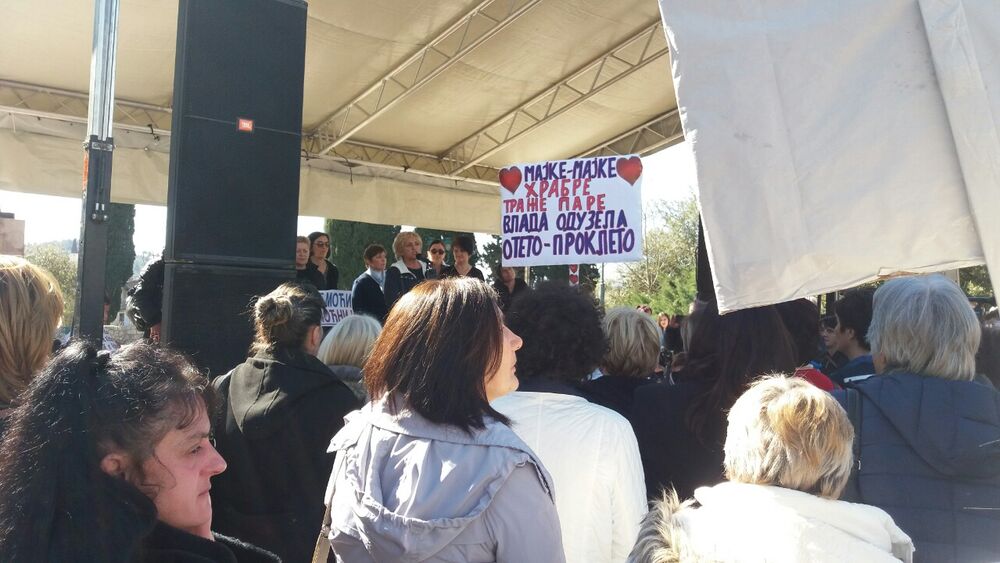 МАЈКЕ-МАЈКЕ
ХРАБРЕ
ТРАЖЕ ПАРЕ
ВЛАДА ОДУЗЕЛА
ОТЕТО-ПРОКЛЕТО
JBL